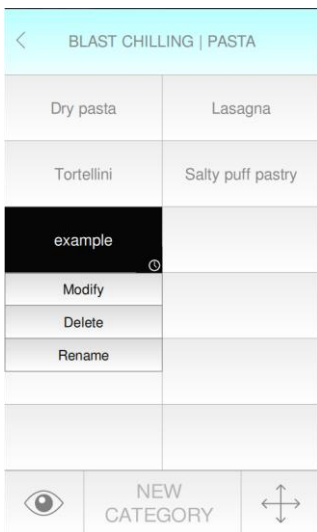 BLAST CHILLING | PASTA
Dry pasta
Lasagna
Tortellini
Salty puff pastry
example
Modify
Delete
Rename
NEW
CATEGORY